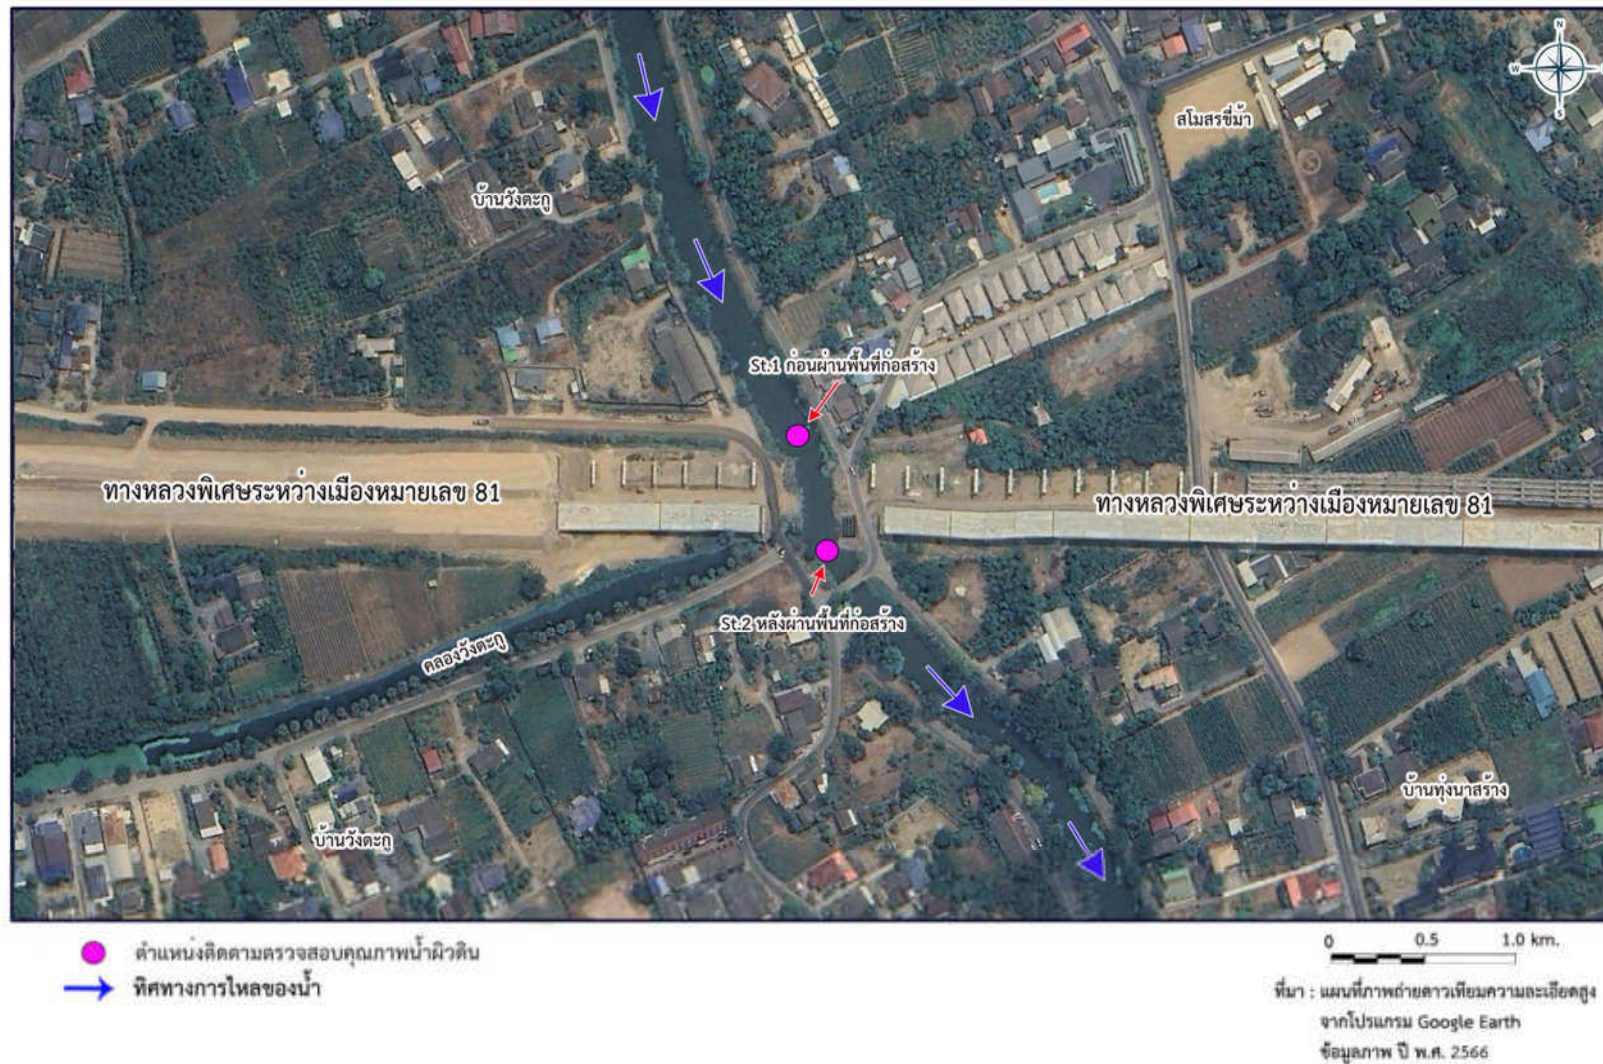 N
W
S
สโมสรขี่ม้า
บ้านวังตะกู
St.1 ก่อนผ่านพื้นที่ก่อสร้าง
ทางหลวงพิเศษระหว่างเมืองหมายเลข 81
ทางหลวงพิเศษระหว่างเมืองหมายเลข 81
St.2 หลังผ่านพื้นที่ก่อสร้าง
คลองวังตะกู
บ้านทุ่งนาสร้าง
บ้านวังตะกู
ตำแหน่งติดตามตรวจสอบคุณภาพน้ำผิวดิน
ทิศทางการไหลของน้ำ
0 0.5 1.0 km.
ที่มา : แผนที่ภาพถ่ายดาวเทียมความละเอียดสูง
จากโปรแกรม Google Earth
ข้อมูลภาพ ปี พ.ศ. 2566